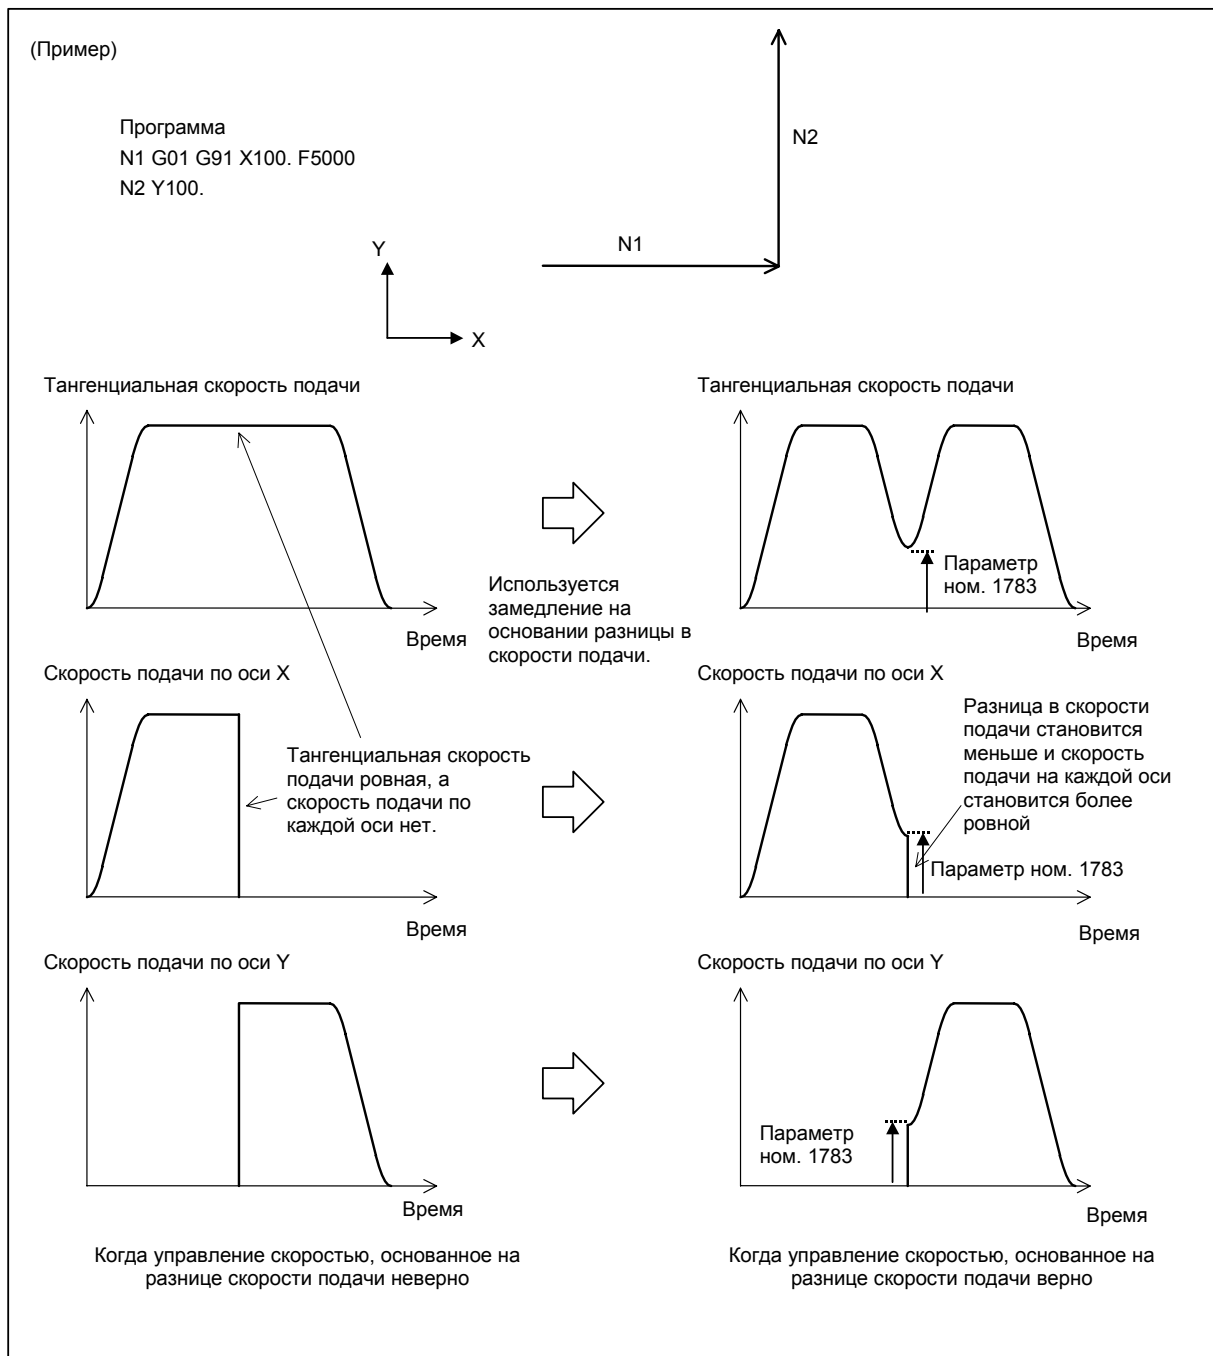 (Пример)
Программа
N1 G01 G91 X100. F5000
N2 Y100.
N2
N1
Y
X
Тангенциальная скорость подачи
Время
Тангенциальная скорость подачи
Параметр
ном. 1783
Время
Используется
замедление на
основании разницы в
скорости подачи.
Скорость подачи по оси X
Тангенциальная скорость
подачи ровная, а
скорость подачи по
каждой оси нет.
Время
Скорость подачи по оси X
Разница в скорости
подачи становится
меньше и скорость
подачи на каждой оси
становится более
ровной
Параметр ном. 1783
Время
Скорость подачи по оси Y
Время
Скорость подачи по оси Y
Параметр
ном. 1783
Время
Когда управление скоростью, основанное на
разнице скорости подачи неверно
Когда управление скоростью, основанное на
разнице скорости подачи верно